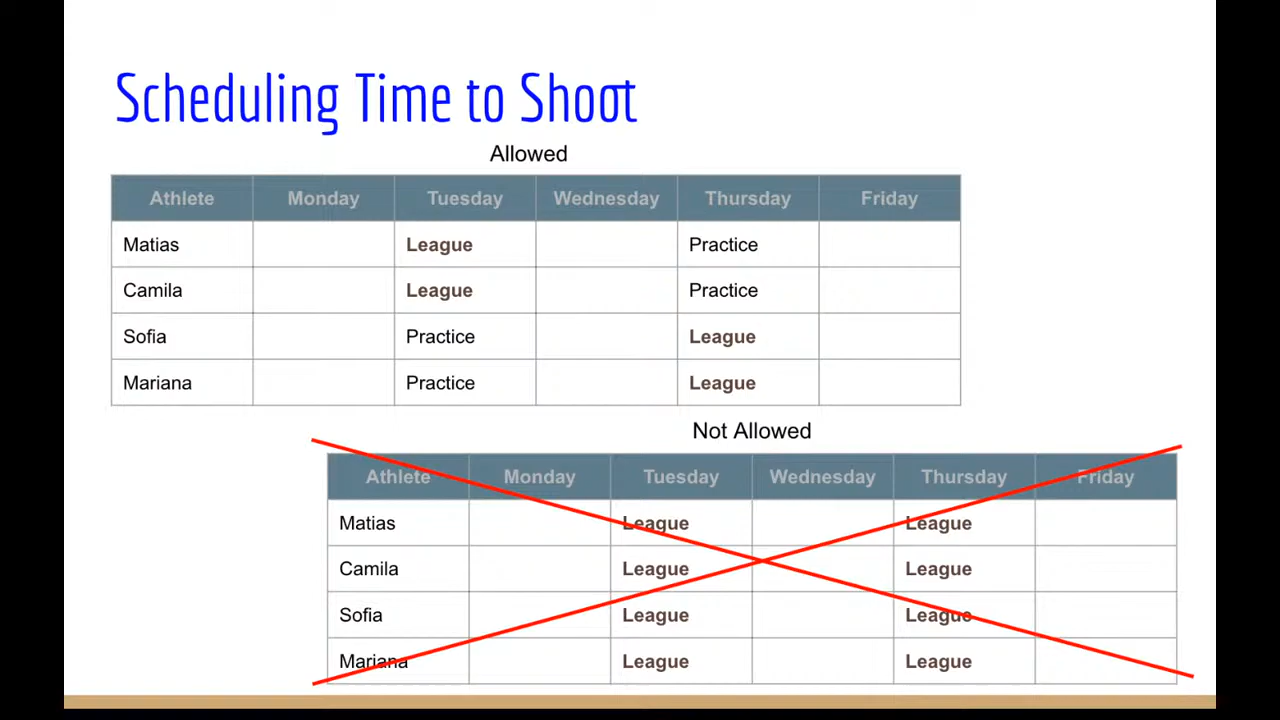 Scheduling Time to Shoot
Allowed
Athlete Monday Tuesday Wednesday Thursday Friday
Matias League Practice
Camila League Practice
Sofia Practice League
Mariana Practice League
Not Allowed
Athlete Monday Tuesday Wednesday Thursday Friday
Matias League League
Camila League League
Sofia League League
Mariana League League